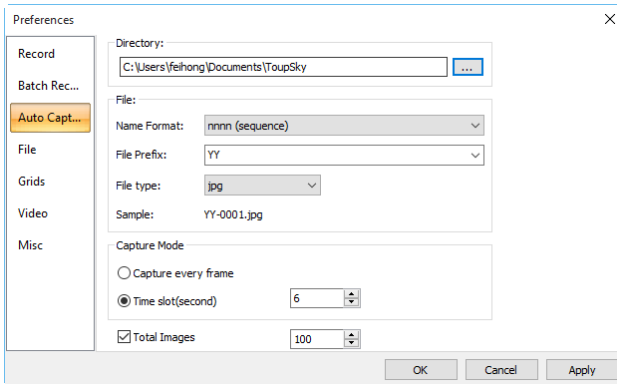 Preferences
Record
Batch Rec...
Auto Capt...
File
Grids
Video
Misc
Directory:
C:\Users\feihong\Documents\ToupSky
...
File:
Name Format: nnnn (sequence)
File Prefix: YY
File type: jpg
Sample: YY-0001.jpg
Capture Mode
Capture every frame
Time slot(second) 6
Total Images 100
OK Cancel Apply